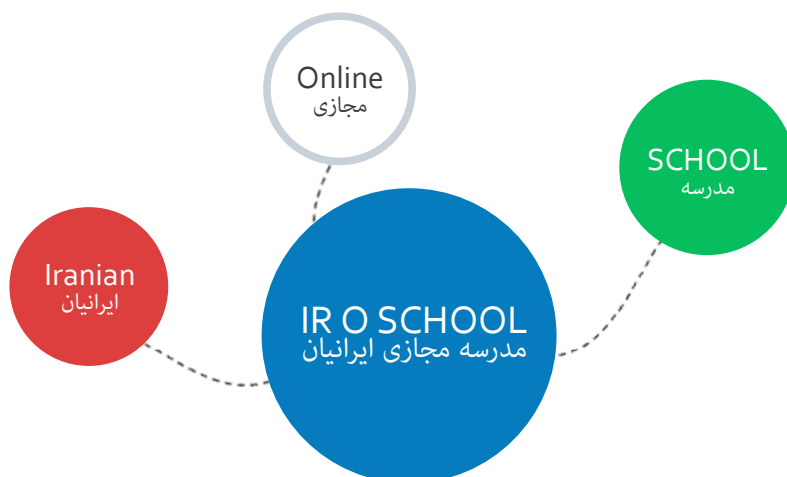 Online
مجازی
SCHOOL
مدرسه
Iranian
ایرانیان
IR O SCHOOL
مدرسه مجازی ایرانیان